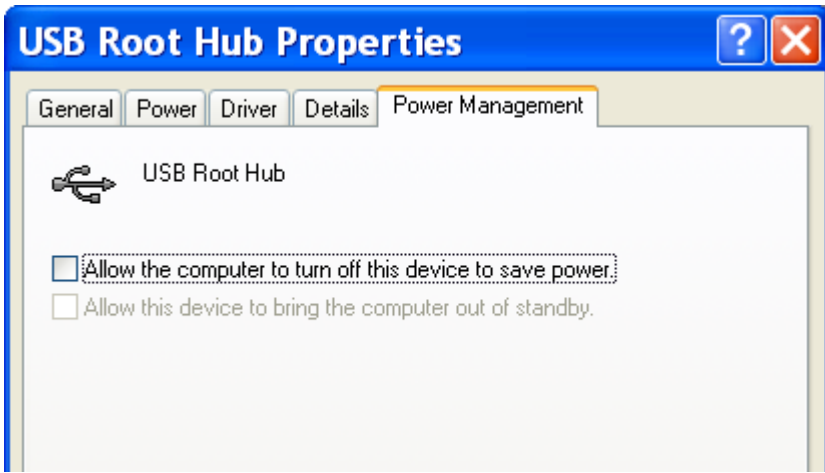 USB Root Hub Properties
?
General Power Driver Details Power Management
USB Root Hub
Allow the computer to turn off this device to save power.
Allow this device to bring the computer out of standby.